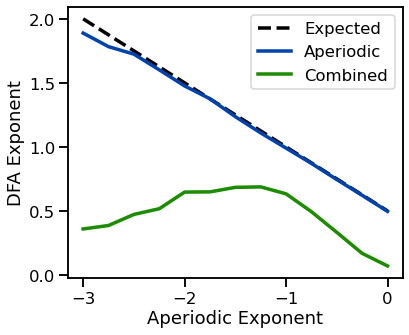 2.0
1.5
1.0
0.5
0.0
DFA Exponent
Expected
Aperiodic
Combined
−3
−2
−1
0
Aperiodic Exponent